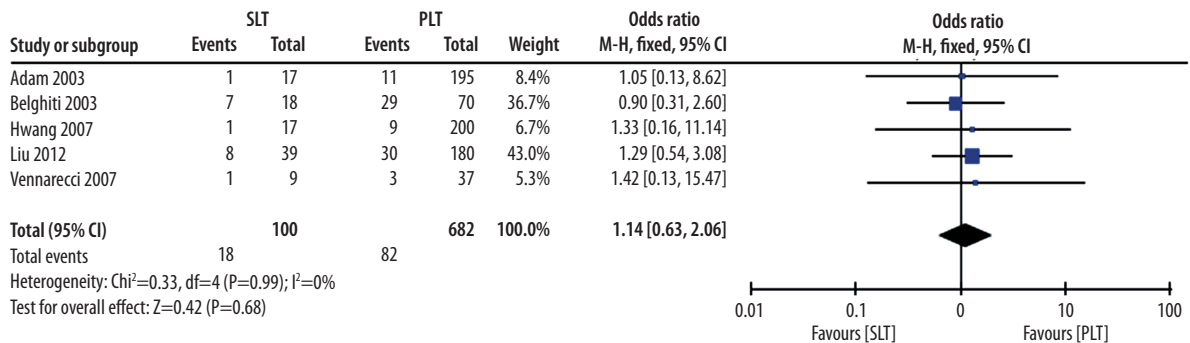 SLT PLT Odds ratio Odds ratio
Study or subgroup Events Total Events Total Weight M-H, fixed, 95% CI M-H, fixed, 95% CI
Adam 2003 1 17 11 195 8.4% 1.05 [0.13, 8.62]
Belghiti 2003 7 18 29 70 36.7% 0.90 [0.31, 2.60]
Hwang 2007 1 17 9 200 6.7% 1.33 [0.16, 11.14]
Liu 2012 8 39 30 180 43.0% 1.29 [0.54, 3.08]
Vennarecci 2007 1 9 3 37 5.3% 1.42 [0.13, 15.47]
Total (95% CI) 100 682 100.0% 1.14 [0.63, 2.06]
Total events 18 82
Heterogeneity: Chi²=0.33, df=4 (P=0.99); I²=0%
Test for overall effect: Z=0.42 (P=0.68)
0.01 0.1 0 10 100
Favours [SLT] Favours [PLT]